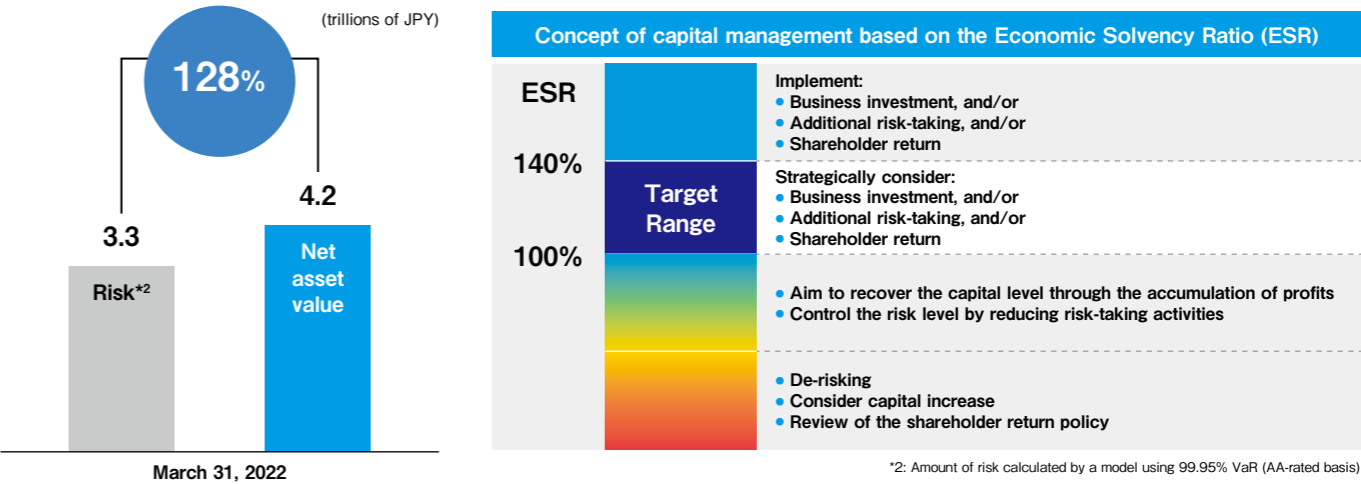 (trillions of JPY)
128%
3.3
4.2
Risk*2
Net
asset
value
March 31, 2022
Concept of capital management based on the Economic Solvency Ratio (ESR)
ESR
140%
100%
Target
Range
Implement:
● Business investment, and/or
● Additional risk-taking, and/or
● Shareholder return
Strategically consider:
● Business investment, and/or
● Additional risk-taking, and/or
● Shareholder return
● Aim to recover the capital level through the accumulation of profits
● Control the risk level by reducing risk-taking activities
● De-risking
● Consider capital increase
● Review of the shareholder return policy
*2: Amount of risk calculated by a model using 99.95% VaR (AA-rated basis)